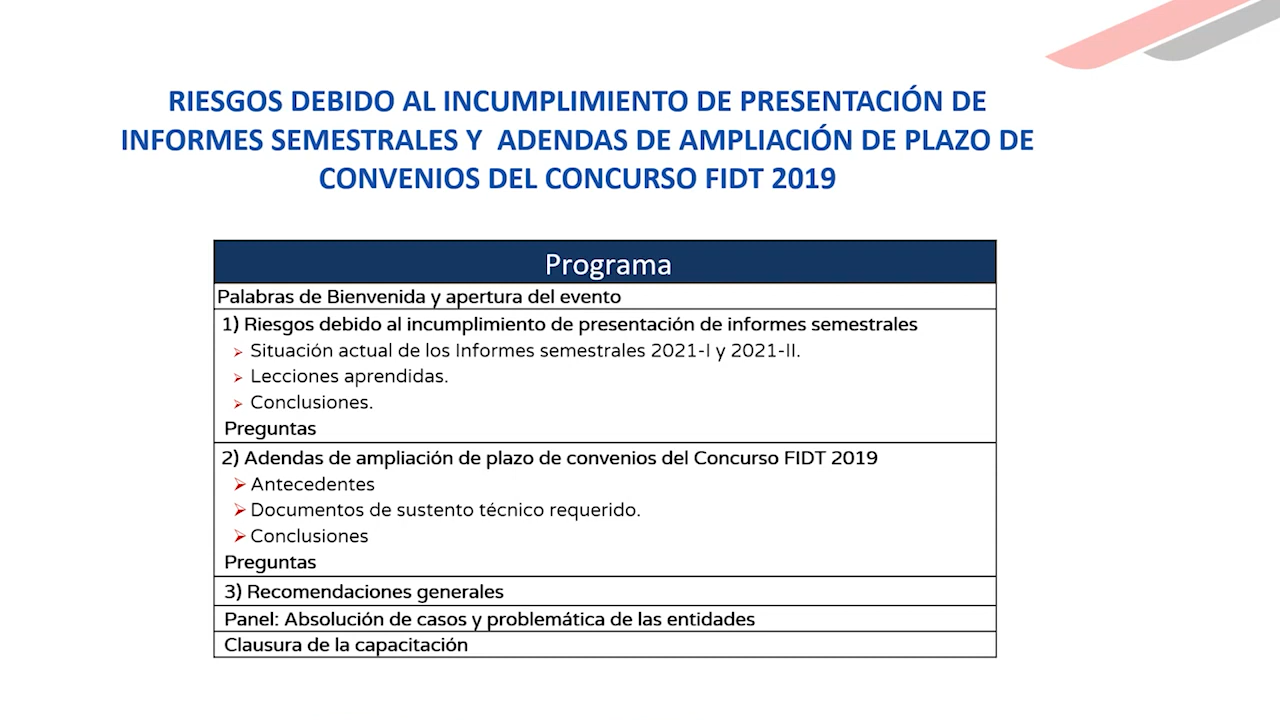 RIESGOS DEBIDO AL INCUMPLIMIENTO DE PRESENTACIÓN DE
INFORMES SEMESTRALES Y ADENDAS DE AMPLIACIÓN DE PLAZO DE
CONVENIOS DEL CONCURSO FIDT 2019
Programa
Palabras de Bienvenida y apertura del evento
1) Riesgos debido al incumplimiento de presentación de informes semestrales
Situación actual de los Informes semestrales 2021-I y 2021-II.
Lecciones aprendidas.
Conclusiones.
Preguntas
2) Adendas de ampliación de plazo de convenios del Concurso FIDT 2019
Antecedentes
Documentos de sustento técnico requerido.
Conclusiones
Preguntas
3) Recomendaciones generales
Panel: Absolución de casos y problemática de las entidades
Clausura de la capacitación